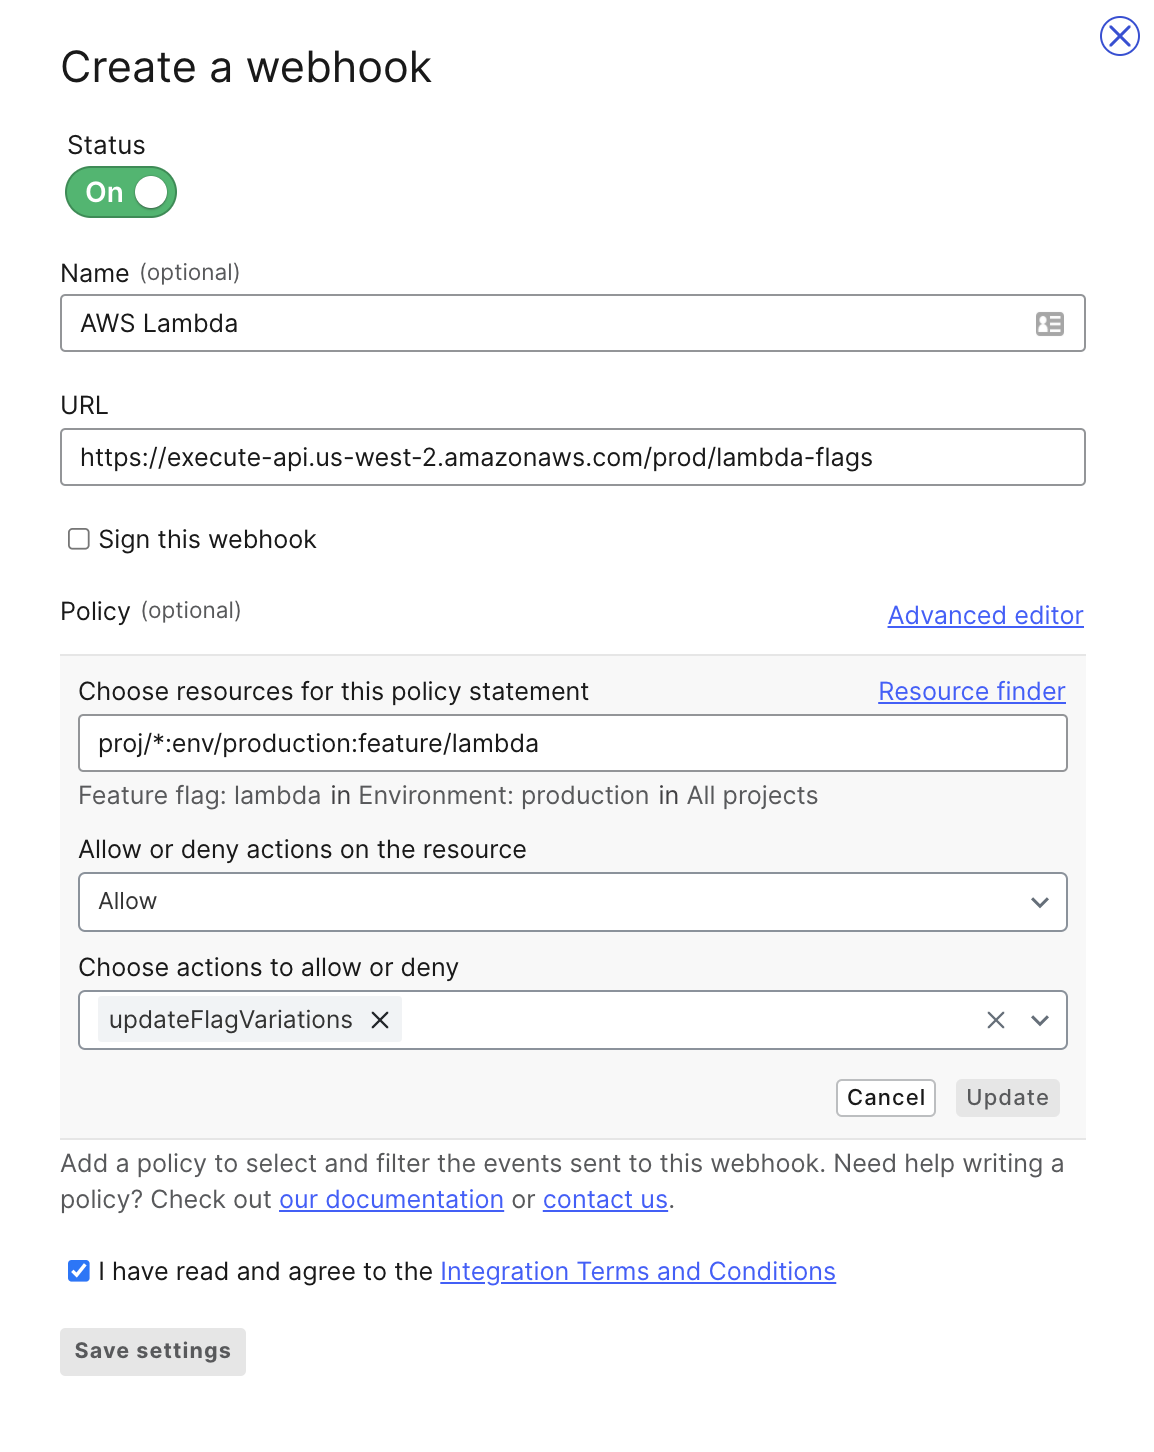 Create a webhook
Status
On
Name (optional)
AWS Lambda
URL
https://execute-api.us-west-2.amazonaws.com/prod/lambda-flags
Sign this webhook
Policy (optional)
Advanced editor
Choose resources for this policy statement
Resource finder
proj/*:env/production:feature/lambda
Feature flag: lambda in Environment: production in All projects
Allow or deny actions on the resource
Allow
Choose actions to allow or deny
updateFlagVariations
Cancel
Update
Add a policy to select and filter the events sent to this webhook. Need help writing a
policy? Check out our documentation or contact us.
I have read and agree to the Integration Terms and Conditions
Save settings